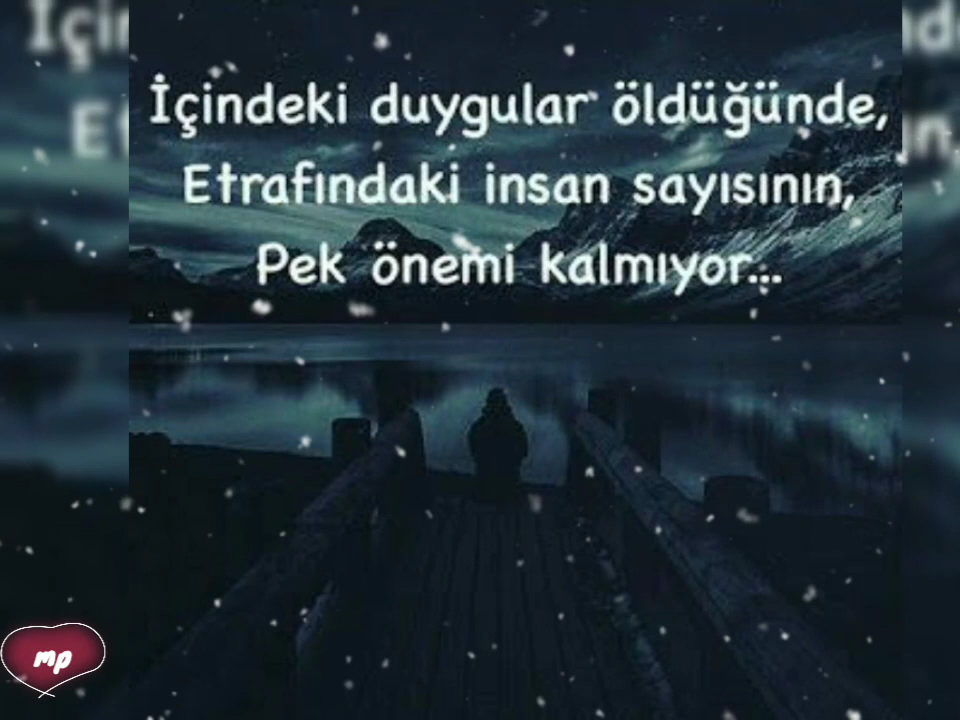 İçindeki duygular öldüğünde,
Etrafındaki insan sayısının,
Pek önemi kalmıyor...
mp